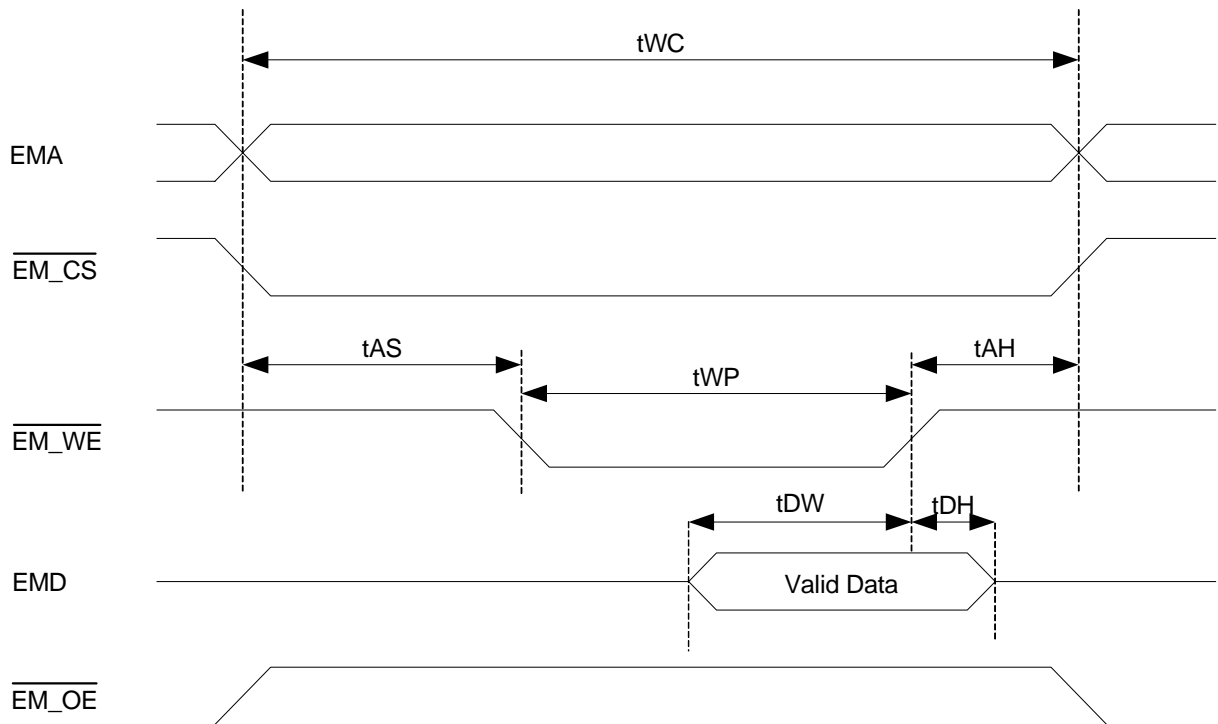 tWC
EMA
EM_CS
tAS
tAH
tWP
EM_WE
tDW
tDH
EMD
Valid Data
EM_OE